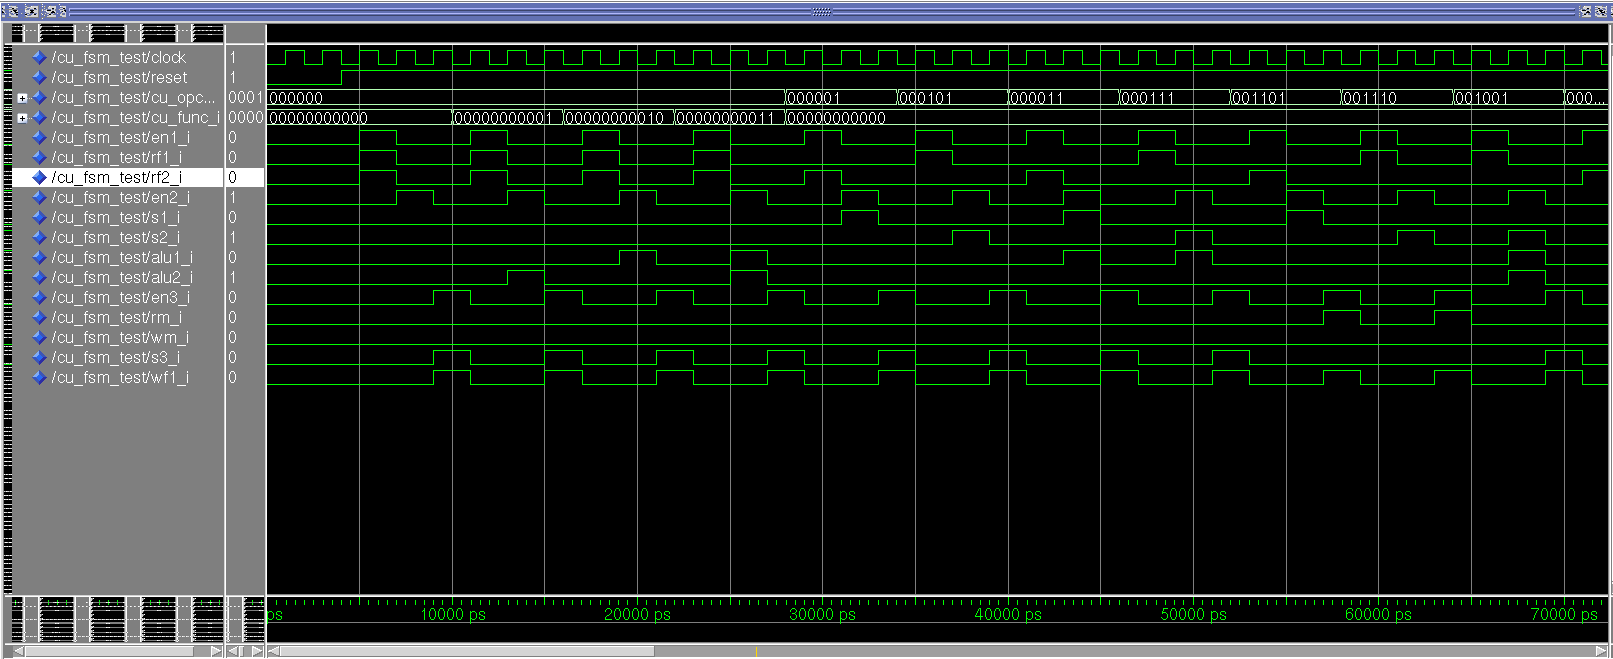 /cu_fsm_test/clock 1
/cu_fsm_test/reset 1
/cu_fsm_test/cu_opc... 0001 000000 000001 000101 000011 000111 001101 001110 001001 000...
/cu_fsm_test/cu_func_i 0000 00000000000 00000000001 00000000010 00000000011 00000000000
/cu_fsm_test/en1_i 0
/cu_fsm_test/rf1_i 0
/cu_fsm_test/rf2_i 0
/cu_fsm_test/en2_i 1
/cu_fsm_test/s1_i 0
/cu_fsm_test/s2_i 1
/cu_fsm_test/alu1_i 0
/cu_fsm_test/alu2_i 1
/cu_fsm_test/en3_i 0
/cu_fsm_test/rm_i 0
/cu_fsm_test/wm_i 0
/cu_fsm_test/s3_i 0
/cu_fsm_test/wf1_i 0
ps 10000 ps 20000 ps 30000 ps 40000 ps 50000 ps 60000 ps 70000 ps